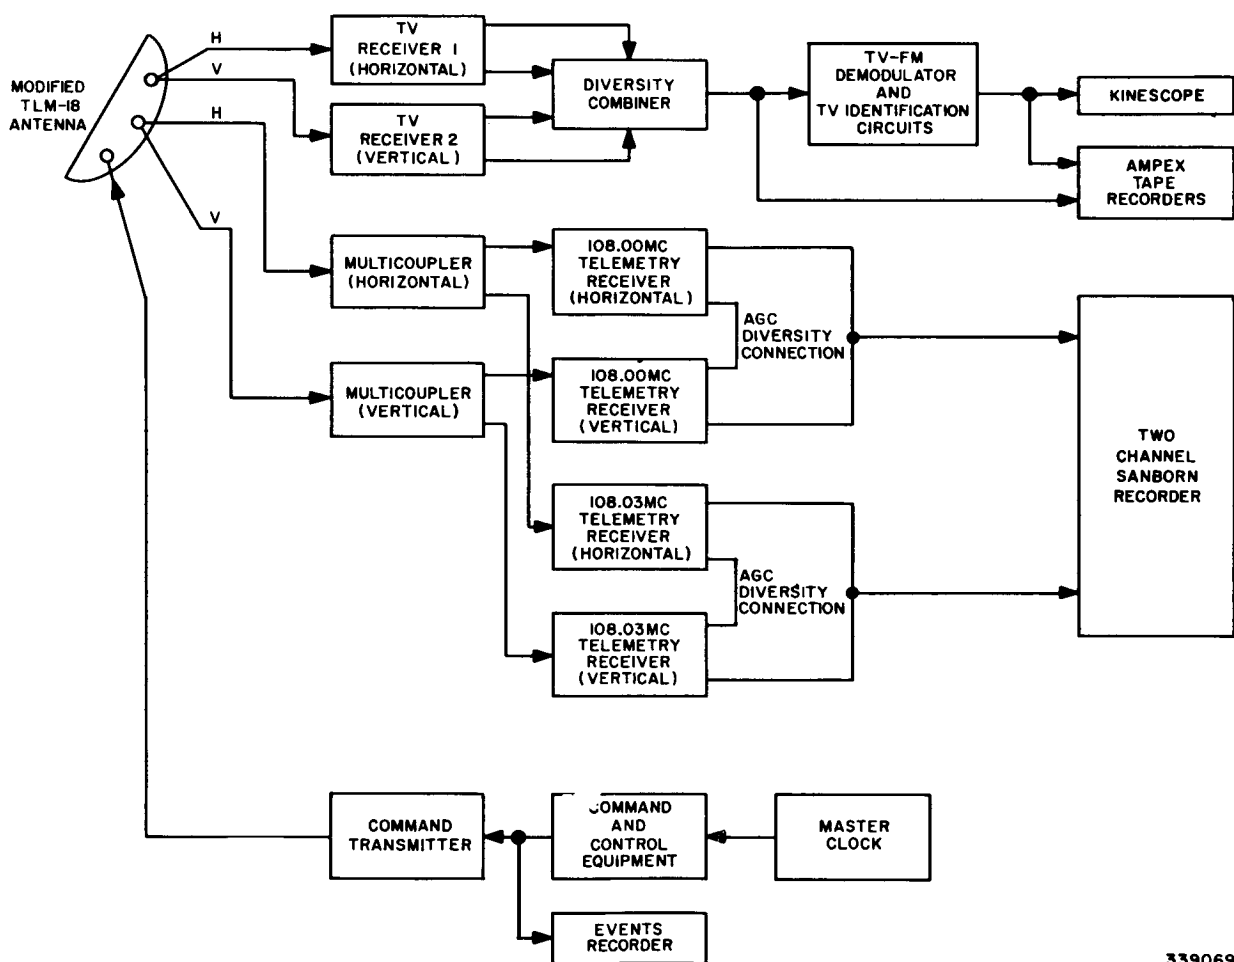 MODIFIED
TLM-18
ANTENNA
H
V
H
V
TV
RECEIVER 1
(HORIZONTAL)
TV
RECEIVER 2
(VERTICAL)
DIVERSITY
COMBINER
TV-FM
DEMODULATOR
AND
TV IDENTIFICATION
CIRCUITS
KINESCOPE
AMPEX
TAPE
RECORDERS
MULTICOUPLER
(HORIZONTAL)
MULTICOUPLER
(VERTICAL)
108.00MC
TELEMETRY
RECEIVER
(HORIZONTAL)
AGC
DIVERSITY
CONNECTION
108.00MC
TELEMETRY
RECEIVER
(VERTICAL)
108.03MC
TELEMETRY
RECEIVER
(HORIZONTAL)
AGC
DIVERSITY
CONNECTION
108.03MC
TELEMETRY
RECEIVER
(VERTICAL)
TWO
CHANNEL
SANBORN
RECORDER
COMMAND
TRANSMITTER
COMMAND
AND
CONTROL
EQUIPMENT
MASTER
CLOCK
EVENTS
RECORDER
339069